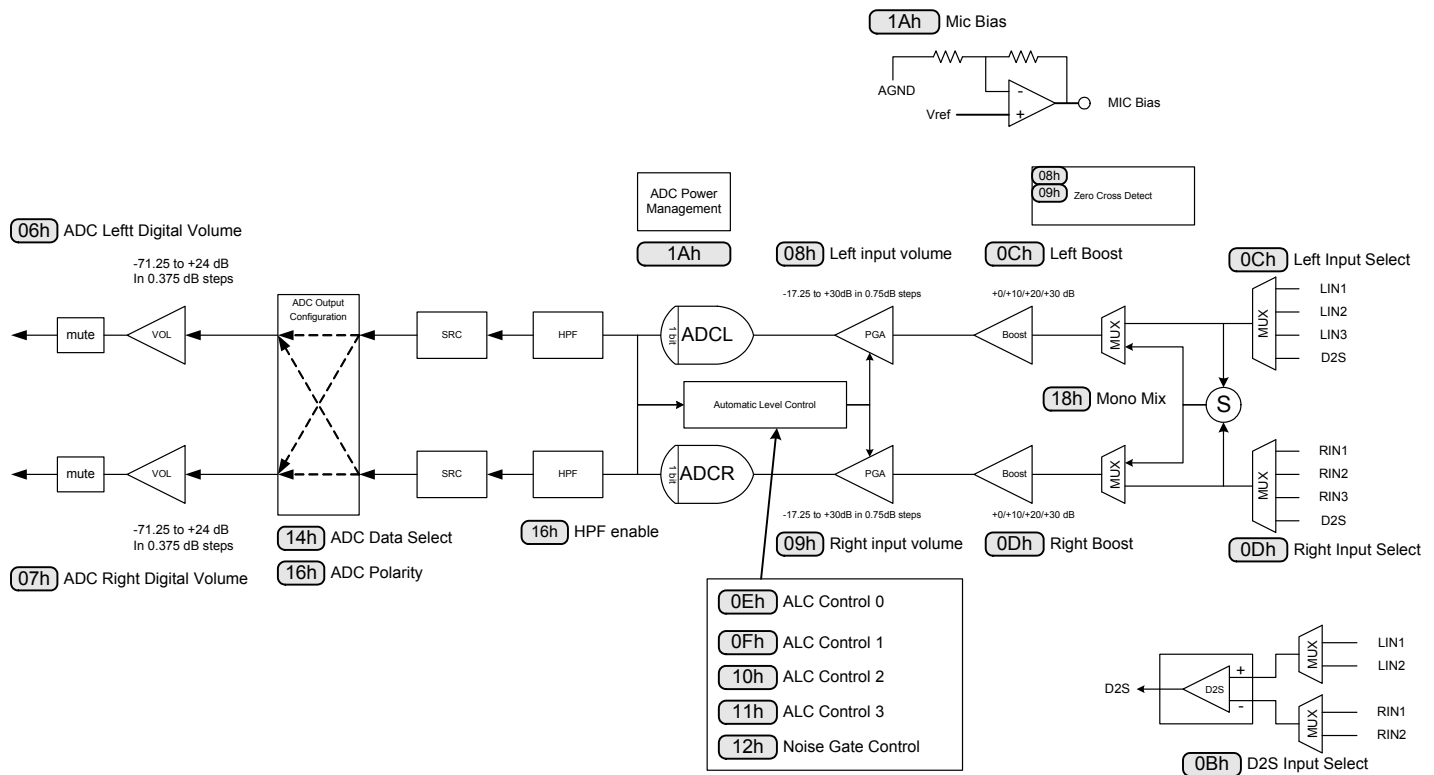 1Ah Mic Bias
AGND
-
+
Vref
MIC Bias
ADC Power
Management
1Ah
08h
09h Zero Cross Detect
06h ADC Leftt Digital Volume
-71.25 to +24 dB
In 0.375 dB steps
08h Left input volume
-17.25 to +30dB in 0.75dB steps
0Ch Left Boost
+0/+10/+20/+30 dB
0Ch Left Input Select
LIN1
LIN2
LIN3
D2S
MUX
mute
VOL
ADC Output
Configuration
SRC
HPF
1 bit
ADCL
PGA
Boost
MUX
Automatic Level Control
18h Mono Mix
S
mute
VOL
SRC
HPF
1 bit
ADCR
PGA
Boost
MUX
MUX
RIN1
RIN2
RIN3
D2S
-71.25 to +24 dB
In 0.375 dB steps
07h ADC Right Digital Volume
14h ADC Data Select
16h ADC Polarity
16h HPF enable
-17.25 to +30dB in 0.75dB steps
09h Right input volume
+0/+10/+20/+30 dB
0Dh Right Boost
0Dh Right Input Select
0Eh ALC Control 0
0Fh ALC Control 1
10h ALC Control 2
11h ALC Control 3
12h Noise Gate Control
D2S
D2S
+
-
MUX
LIN1
LIN2
MUX
RIN1
RIN2
0Bh D2S Input Select